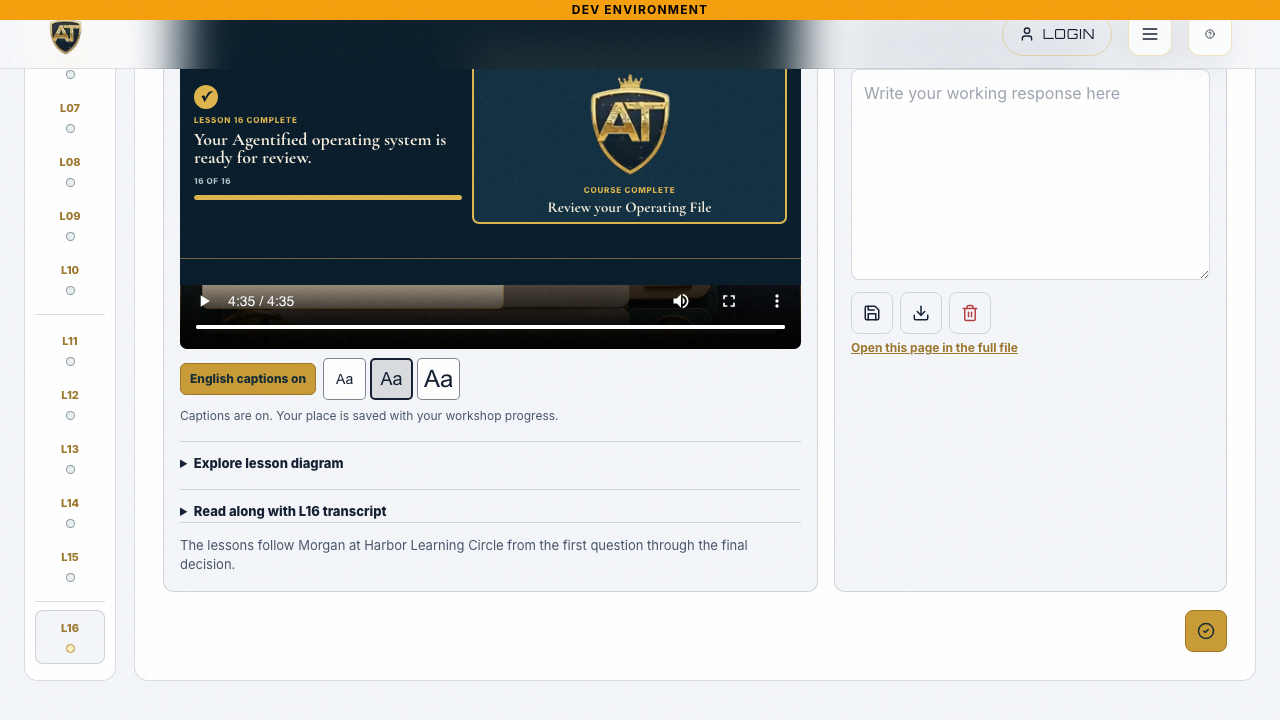 DEV ENVIRONMENT
AT
LOGIN
L07
L08
L09
L10
L11
L12
L13
L14
L15
L16
LESSON 16 COMPLETE
Your Agentified operating system is
ready for review.
16 OF 16
AT
COURSE COMPLETE
Review your Operating File
4:35 / 4:35
English captions on
Aa
Aa
Aa
Captions are on. Your place is saved with your workshop progress.
Explore lesson diagram
Read along with L16 transcript
The lessons follow Morgan at Harbor Learning Circle from the first question through the final
decision.
Write your working response here
Open this page in the full file